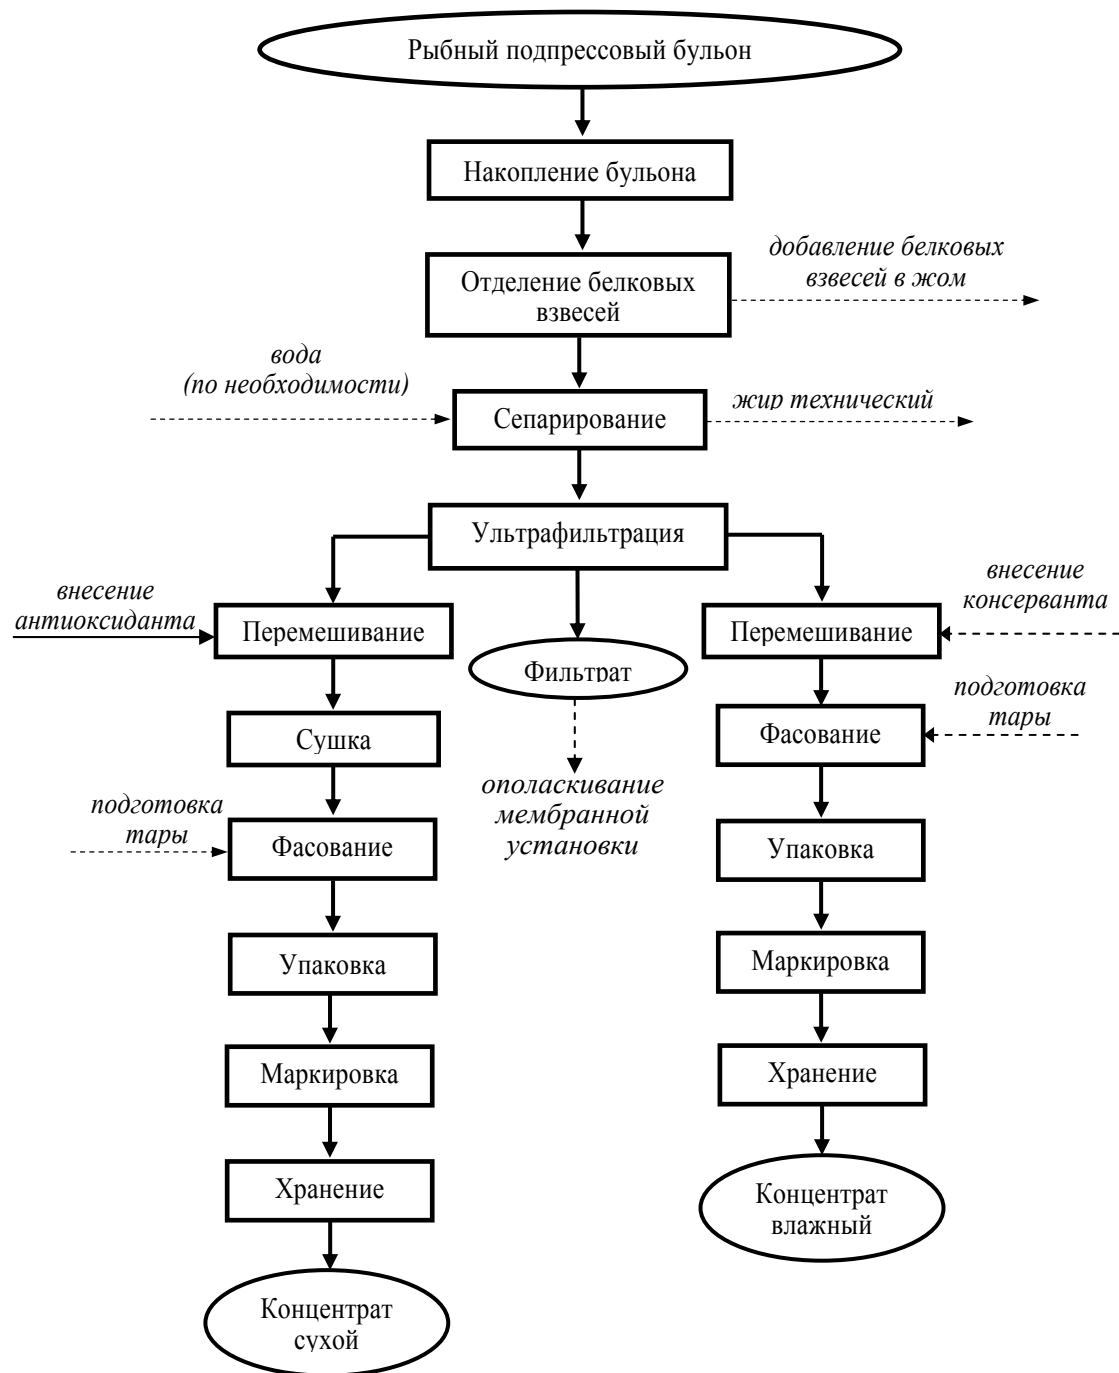 Рыбный подпрессовый бульон
Накопление бульона
Отделение белковых
взвесей
добавление белковых
взвесей в жом
вода
(по необходимости)
Сепарирование
жир технический
Ультрафильтрация
внесение
антиоксиданта
Перемешивание
Фильтрат
Перемешивание
внесение
консерванта
Сушка
ополаскивание
мембранной
установки
Фасование
подготовка
тары
подготовка
тары
Фасование
Упаковка
Упаковка
Маркировка
Маркировка
Хранение
Хранение
Концентрат
влажный
Концентрат
сухой